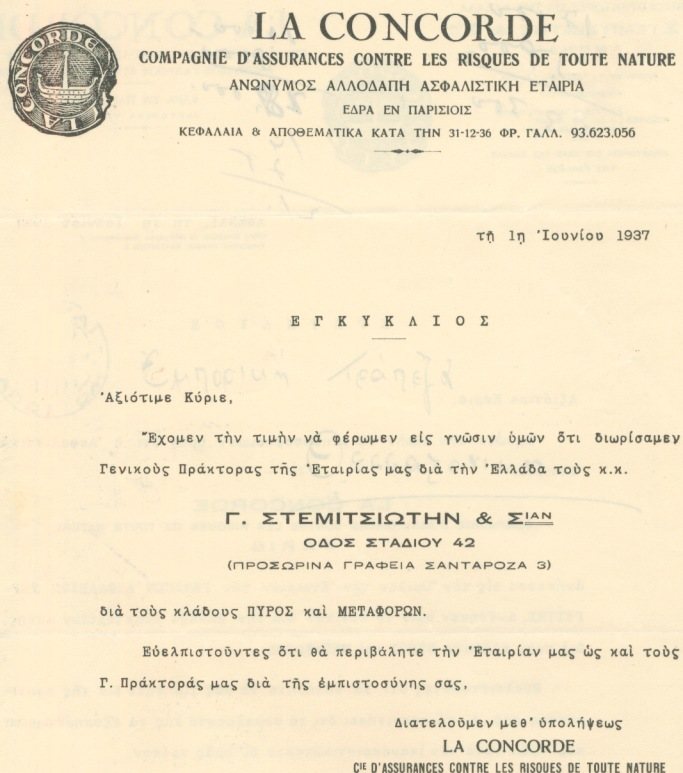 LA CONCORDE
LA CONCORDE
COMPAGNIE D'ASSURANCES CONTRE LES RISQUES DE TOUTE NATURE
ΑΝΩΝΥΜΟΣ ΑΛΛΟΔΑΠΗ ΑΣΦΑΛΙΣΤΙΚΗ ΕΤΑΙΡΙΑ
ΕΔΡΑ ΕΝ ΠΑΡΙΣΙΟΙΣ
ΚΕΦΑΛΑΙΑ & ΑΠΟΘΕΜΑΤΙΚΑ ΚΑΤΑ ΤΗΝ 31-12-36 ΦΡ. ΓΑΛΛ. 93.623.056
τῇ 1ῃ Ἰουνίου 1937
ΕΓΚΥΚΛΙΟΣ
Ἀξιότιμε Κύριε,
Ἔχομεν τὴν τιμὴν νὰ φέρωμεν εἰς γνῶσιν ὑμῶν ὅτι διωρίσαμεν
Γενικοὺς Πράκτορας τῆς Ἑταιρίας μας διὰ τὴν Ἑλλάδα τοὺς κ.κ.
Γ. ΣΤΕΜΙΤΣΙΩΤΗΝ & ΣΙΑΝ
ΟΔΟΣ ΣΤΑΔΙΟΥ 42
(ΠΡΟΣΩΡΙΝΑ ΓΡΑΦΕΙΑ ΣΑΝΤΑΡΟΖΑ 3)
διὰ τοὺς κλάδους ΠΥΡΟΣ καὶ ΜΕΤΑΦΟΡΩΝ.
Εὐελπιστοῦντες ὅτι θὰ περιβάλητε τὴν Ἑταιρίαν μας ὡς καὶ τοὺς
Γ. Πράκτοράς μας διὰ τῆς ἐμπιστοσύνης σας,
Διατελοῦμεν μεθ' ὑπολήψεως
LA CONCORDE
CIE D'ASSURANCES CONTRE LES RISQUES DE TOUTE NATURE